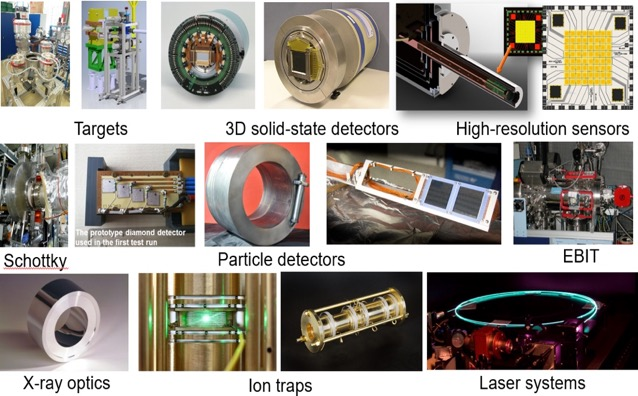 Targets
3D solid-state detectors
High-resolution sensors
The prototype diamond detector
used in the first test run
Schottky
Particle detectors
EBIT
X-ray optics
Ion traps
Laser systems